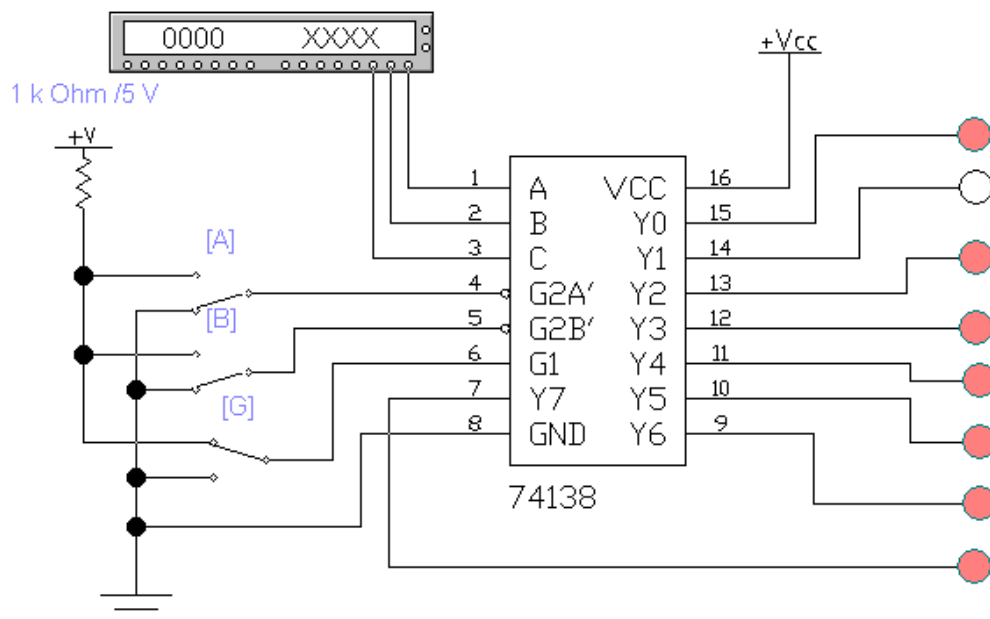 0000 XXXX
+Vcc
1 k Ohm /5 V
+V
1 A VCC 16
2 B Y0 15
3 C Y1 14
[A]
4 G2A' Y2 13
[B]
5 G2B' Y3 12
6 G1 Y4 11
[G]
7 Y7 Y5 10
8 GND Y6 9
74138